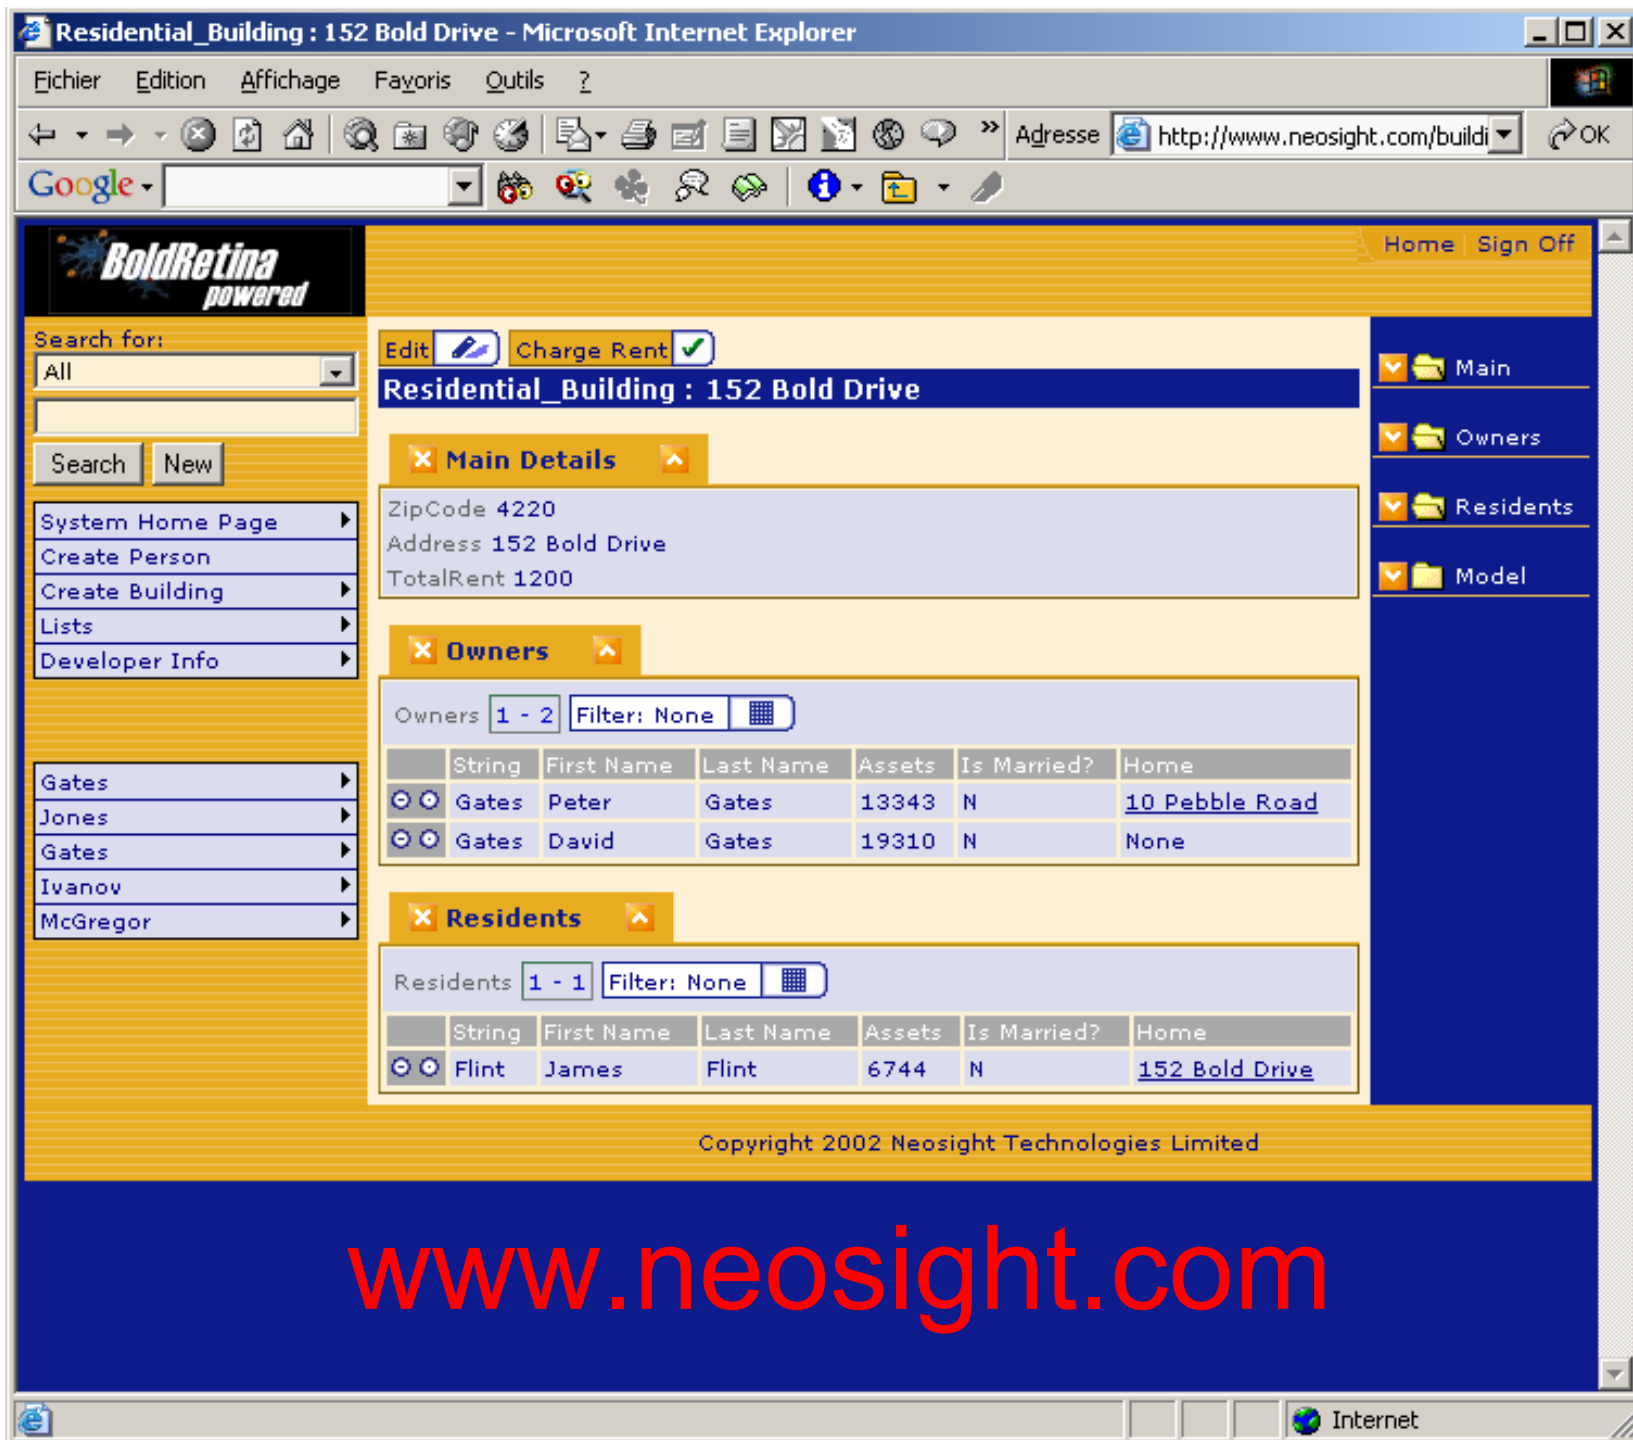 Residential_Building : 152 Bold Drive - Microsoft Internet Explorer
Fichier Edition Affichage Favoris Outils ?
» Adresse http://www.neosight.com/buildi OK
Google
BoldRetina
powered
Home Sign Off
Search for:
All
Search New
System Home Page
Create Person
Create Building
Lists
Developer Info
Gates
Jones
Gates
Ivanov
McGregor
Edit Charge Rent
Residential_Building : 152 Bold Drive
Main Details
ZipCode 4220
Address 152 Bold Drive
TotalRent 1200
Owners
Owners 1 - 2 Filter: None
String First Name Last Name Assets Is Married? Home
Gates Peter Gates 13343 N 10 Pebble Road
Gates David Gates 19310 N None
Residents
Residents 1 - 1 Filter: None
String First Name Last Name Assets Is Married? Home
Flint James Flint 6744 N 152 Bold Drive
Main
Owners
Residents
Model
Copyright 2002 Neosight Technologies Limited
www.neosight.com
Internet